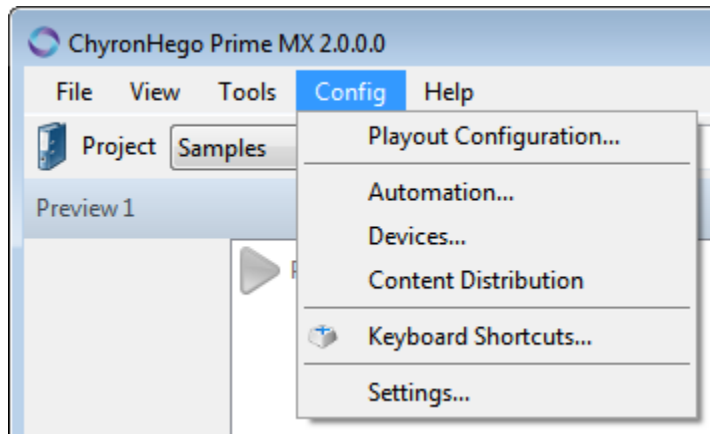 ChyronHego Prime MX 2.0.0.0
File View Tools Config Help
Project Samples
Playout Configuration...
Preview 1
Automation...
Devices...
Content Distribution
Keyboard Shortcuts...
Settings...